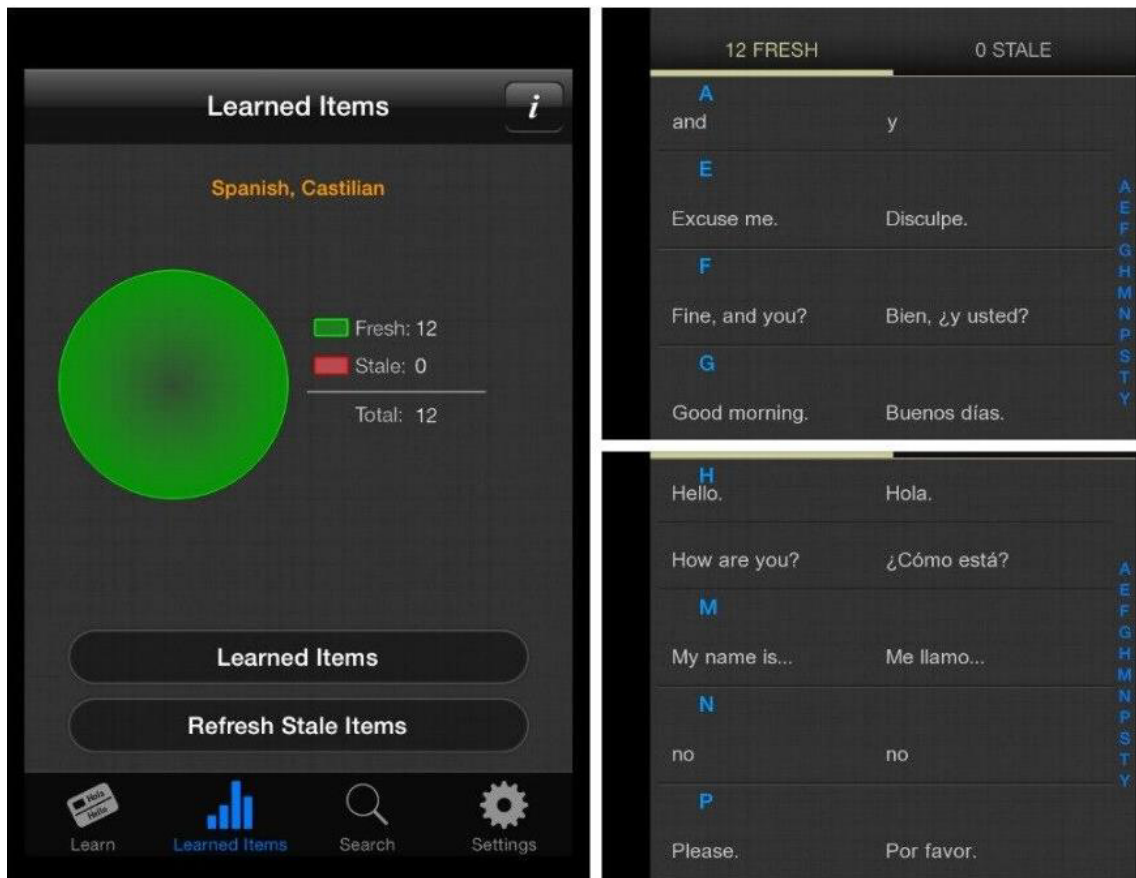 Learned Items
i
Spanish, Castilian
Fresh: 12
Stale: 0
Total: 12
Learned Items
Refresh Stale Items
Hola
Hello
Learn
Learned Items
Search
Settings
12 FRESH 0 STALE
A
and y
E
Excuse me. Disculpe.
F
Fine, and you? Bien, ¿y usted?
G
Good morning. Buenos días.
A
E
F
G
H
M
N
P
S
T
Y
H
Hello. Hola.
How are you? ¿Cómo está?
M
My name is... Me llamo...
N
no no
P
Please. Por favor.
A
E
F
G
H
M
N
P
S
T
Y